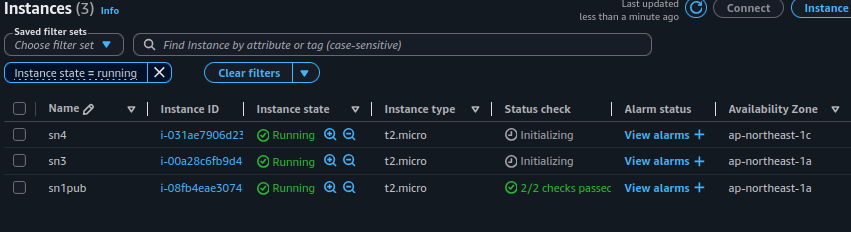 Instances (3) Info
Last updated
less than a minute ago
Connect
Instance
Saved filter sets
Choose filter set
Find Instance by attribute or tag (case-sensitive)
Instance state = running
Clear filters
Name Instance ID Instance state Instance type Status check Alarm status Availability Zone
sn4 i-031ae7906d23 Running t2.micro Initializing View alarms + ap-northeast-1c
sn3 i-00a28c6fb9d4 Running t2.micro Initializing View alarms + ap-northeast-1a
sn1pub i-08fb4eae3074 Running t2.micro 2/2 checks passec View alarms + ap-northeast-1a